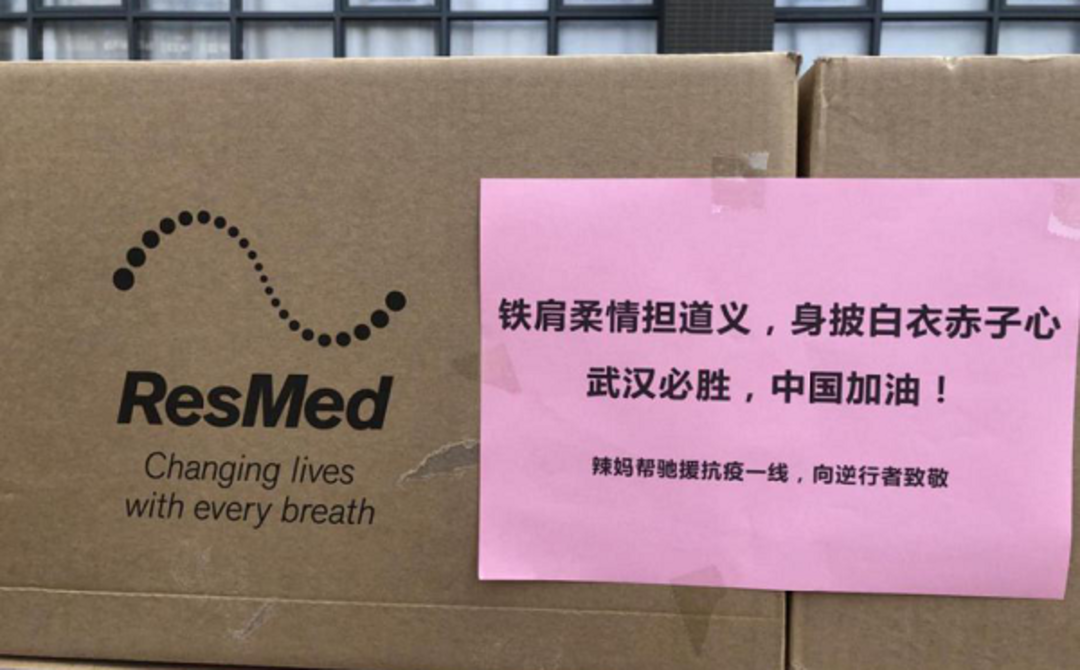 ResMed
Changing lives
with every breath
铁肩柔情担道义，身披白衣赤子心
武汉必胜，中国加油！
辣妈帮驰援抗疫一线，向逆行者致敬